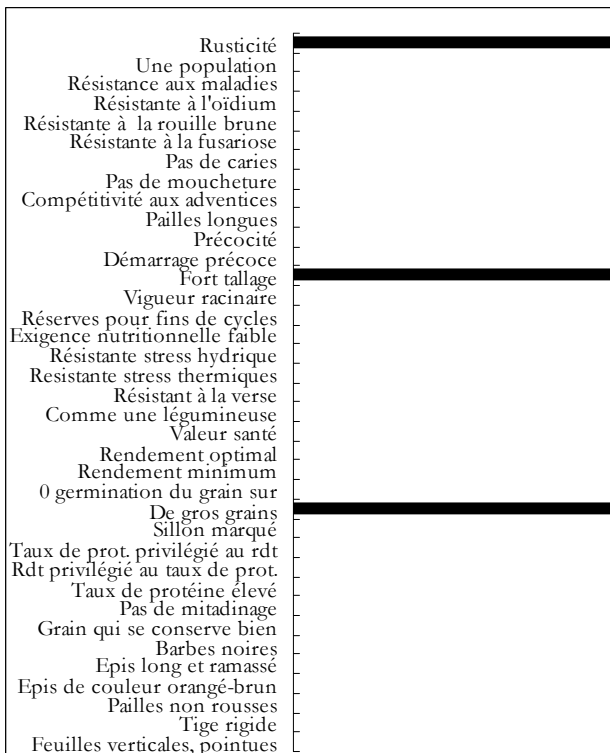 Rusticité
Une population
Résistance aux maladies
Résistante à l'oïdium
Résistante à la rouille brune
Résistante à la fusariose
Pas de caries
Pas de moucheture
Compétitivité aux adventices
Pailles longues
Précocité
Démarrage précoce
Fort tallage
Vigueur racinaire
Réserves pour fins de cycles
Exigence nutritionnelle faible
Résistante stress hydrique
Resistante stress thermiques
Résistant à la verse
Comme une légumineuse
Valeur santé
Rendement optimal
Rendement minimum
0 germination du grain sur
De gros grains
Sillon marqué
Taux de prot. privilégié au rdt
Rdt privilégié au taux de prot.
Taux de protéine élevé
Pas de mitadinage
Grain qui se conserve bien
Barbes noires
Epis long et ramassé
Epis de couleur orangé-brun
Pailles non rousses
Tige rigide
Feuilles verticales, pointues